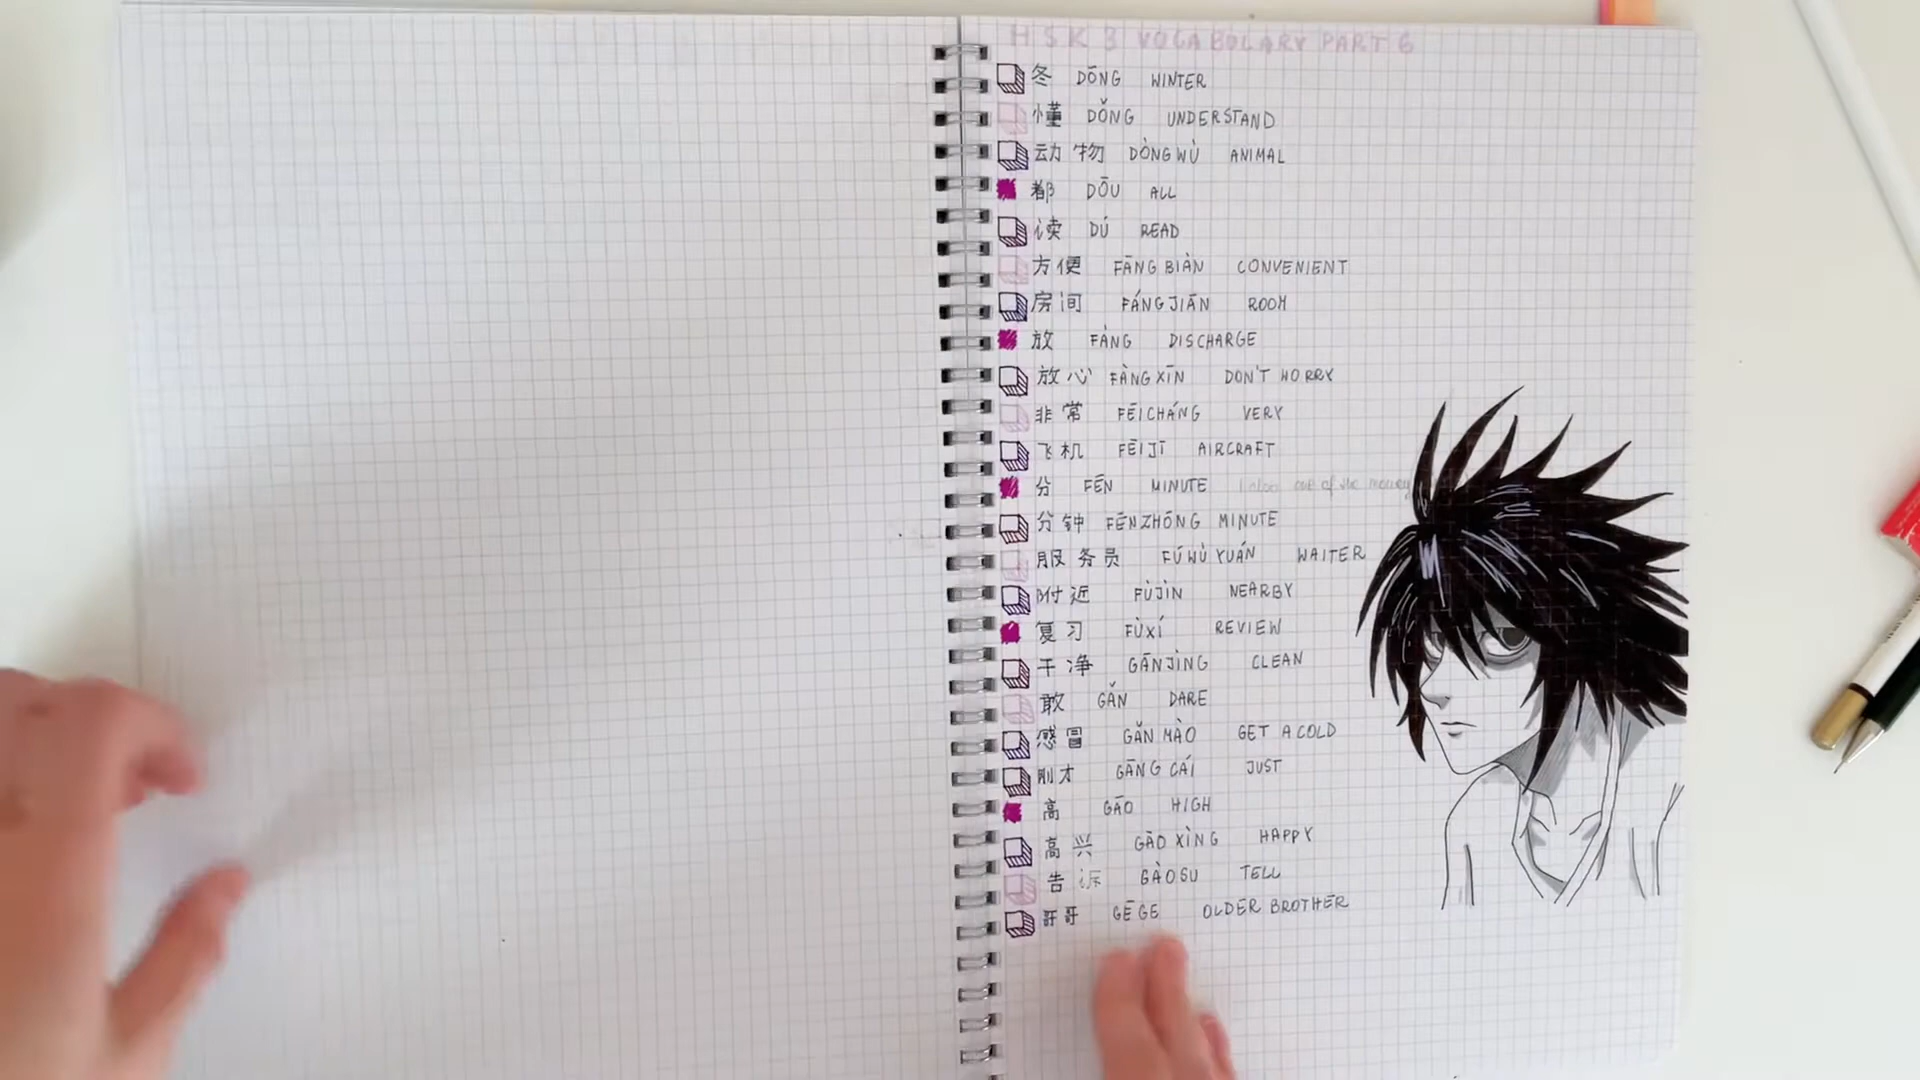 HSK 3 VOCABOLARY PART 6
冬 DŌNG WINTER
懂 DǑNG UNDERSTAND
动物 DÒNGWÙ ANIMAL
都 DŌU ALL
读 DÚ READ
方便 FĀNGBIÀN CONVENIENT
房间 FÁNGJIĀN ROOM
放 FÀNG DISCHARGE
放心 FÀNGXĪN DON'T WORRY
非常 FĒICHÁNG VERY
飞机 FĒIJĪ AIRCRAFT
分 FĒN MINUTE
分钟 FĒNZHŌNG MINUTE
服务员 FÚWÙYUÁN WAITER
附近 FÙJÌN NEARBY
复习 FÙXÍ REVIEW
干净 GĀNJÌNG CLEAN
敢 GǍN DARE
感冒 GǍNMÀO GET A COLD
刚才 GĀNGCÁI JUST
高 GĀO HIGH
高兴 GĀOXÌNG HAPPY
告诉 GÀOSU TELL
哥哥 GĒGE OLDER BROTHER